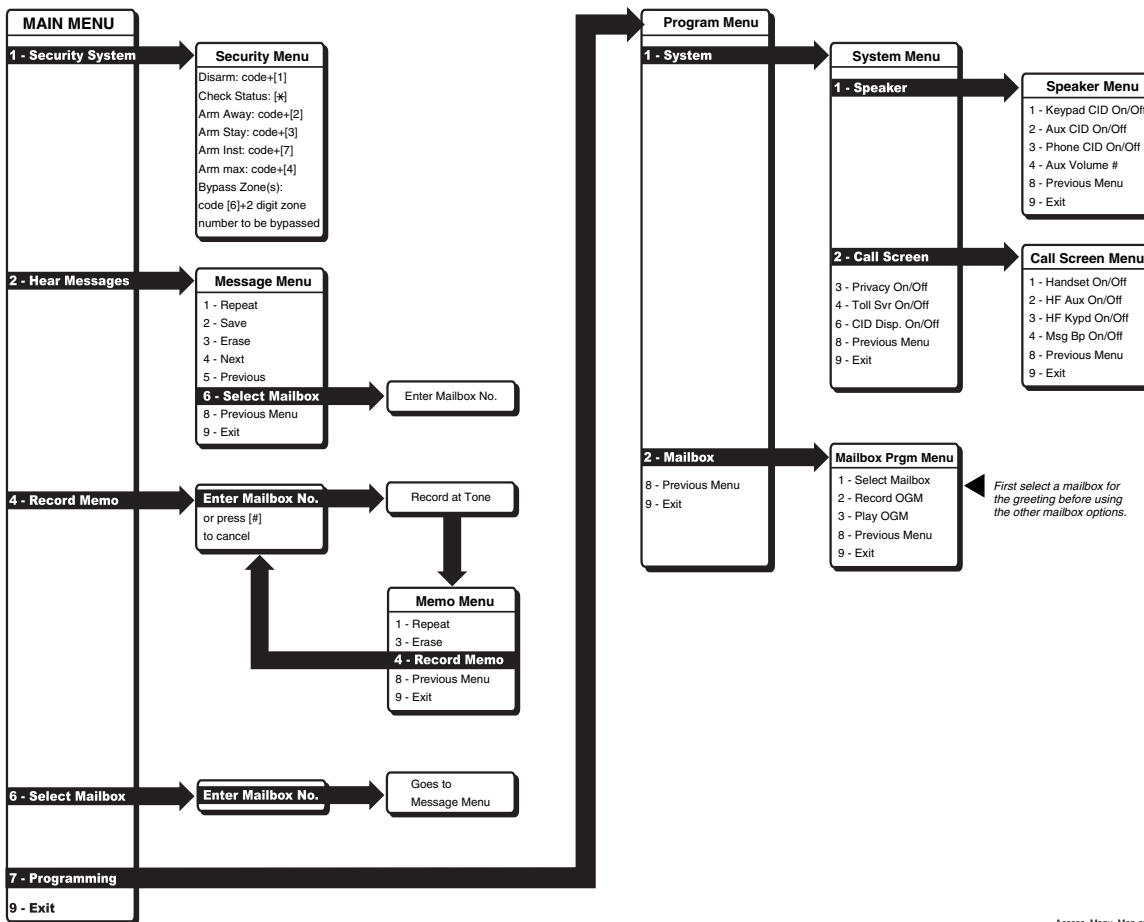 MAIN MENU
1 - Security System
Security Menu
Disarm: code+[1]
Check Status: [*]
Arm Away: code+[2]
Arm Stay: code+[3]
Arm Inst: code+[7]
Arm max: code+[4]
Bypass Zone(s):
code [6]+2 digit zone
number to be bypassed
2 - Hear Messages
Message Menu
1 - Repeat
2 - Save
3 - Erase
4 - Next
5 - Previous
6 - Select Mailbox
8 - Previous Menu
9 - Exit
Enter Mailbox No.
4 - Record Memo
Enter Mailbox No.
or press [#]
to cancel
Record at Tone
Memo Menu
1 - Repeat
3 - Erase
4 - Record Memo
8 - Previous Menu
9 - Exit
6 - Select Mailbox
Enter Mailbox No.
Goes to
Message Menu
7 - Programming
9 - Exit
Program Menu
1 - System
System Menu
1 - Speaker
Speaker Menu
1 - Keypad CID On/Off
2 - Aux CID On/Off
3 - Phone CID On/Off
4 - Aux Volume #
8 - Previous Menu
9 - Exit
2 - Call Screen
3 - Privacy On/Off
4 - Toll Svr On/Off
6 - CID Disp. On/Off
8 - Previous Menu
9 - Exit
Call Screen Menu
1 - Handset On/Off
2 - HF Aux On/Off
3 - HF Kypd On/Off
4 - Msg Bp On/Off
8 - Previous Menu
9 - Exit
2 - Mailbox
8 - Previous Menu
9 - Exit
Mailbox Prgm Menu
1 - Select Mailbox
2 - Record OGM
3 - Play OGM
8 - Previous Menu
9 - Exit
First select a mailbox for
the greeting before using
the other mailbox options.